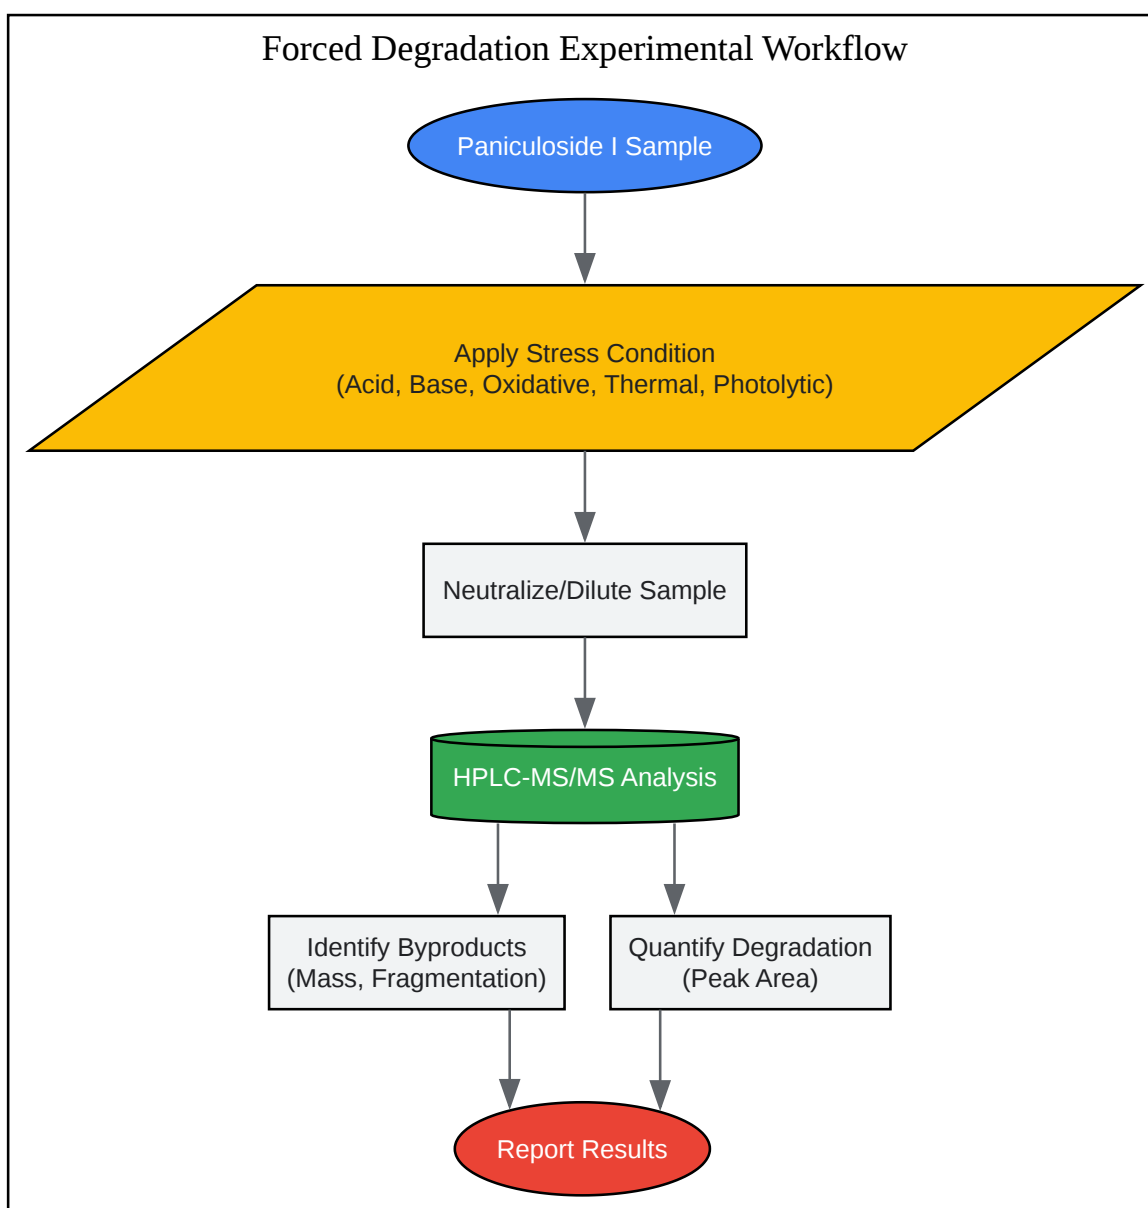 Forced Degradation Experimental Workflow
Paniculoside I Sample
Apply Stress Condition
(Acid, Base, Oxidative, Thermal, Photolytic)
Neutralize/Dilute Sample
HPLC-MS/MS Analysis
Identify Byproducts
(Mass, Fragmentation)
Quantify Degradation
(Peak Area)
Report Results